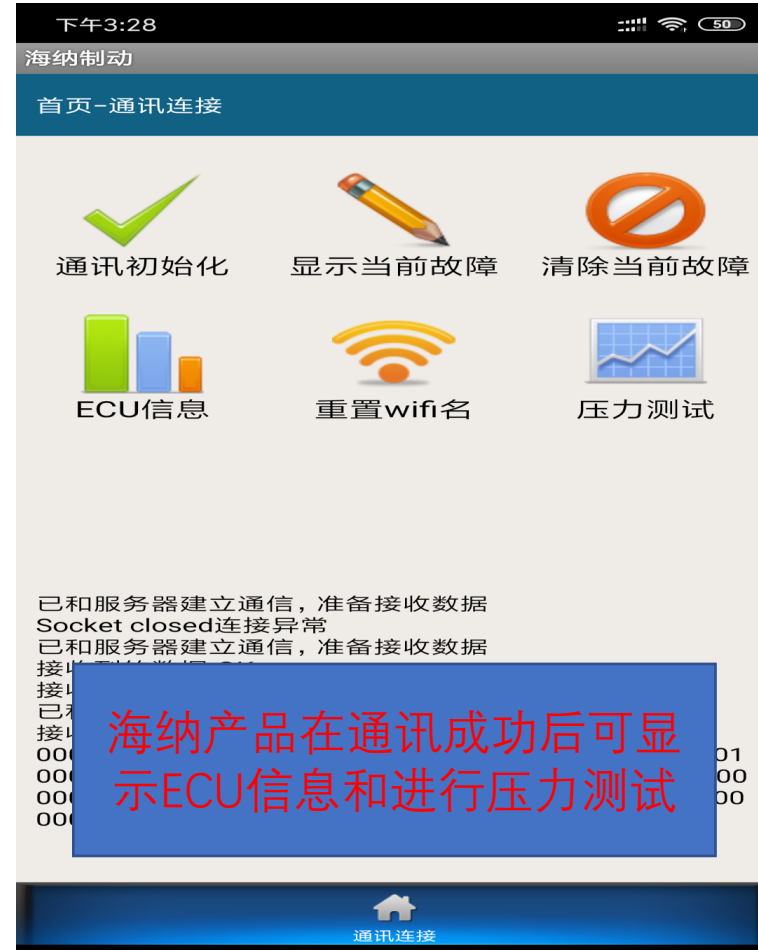 下午3:28
50
海纳制动
首页-通讯连接
通讯初始化 显示当前故障 清除当前故障
ECU信息 重置wifi名 压力测试
已和服务器建立通信，准备接收数据
Socket closed连接异常
已和服务器建立通信，准备接收数据
海纳产品在通讯成功后可显
示ECU信息和进行压力测试
通讯连接